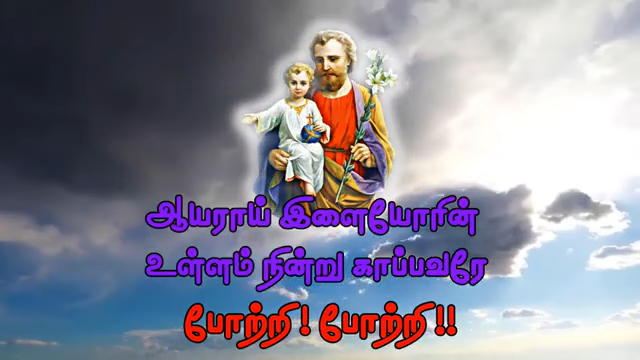 ஆயராய் இளையோரின்
உள்ளம் நின்று காப்பவரே
போற்றி! போற்றி!!